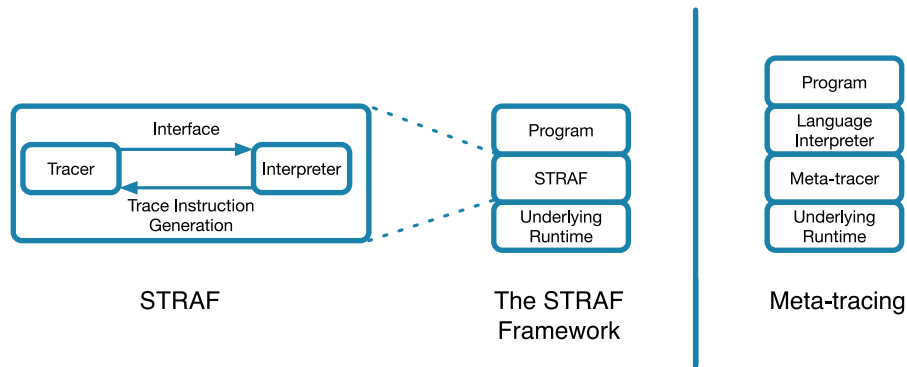 Interface
Tracer
Interpreter
Trace Instruction
Generation
STRAF
Program
STRAF
Underlying
Runtime
The STRAF
Framework
Program
Language
Interpreter
Meta-tracer
Underlying
Runtime
Meta-tracing